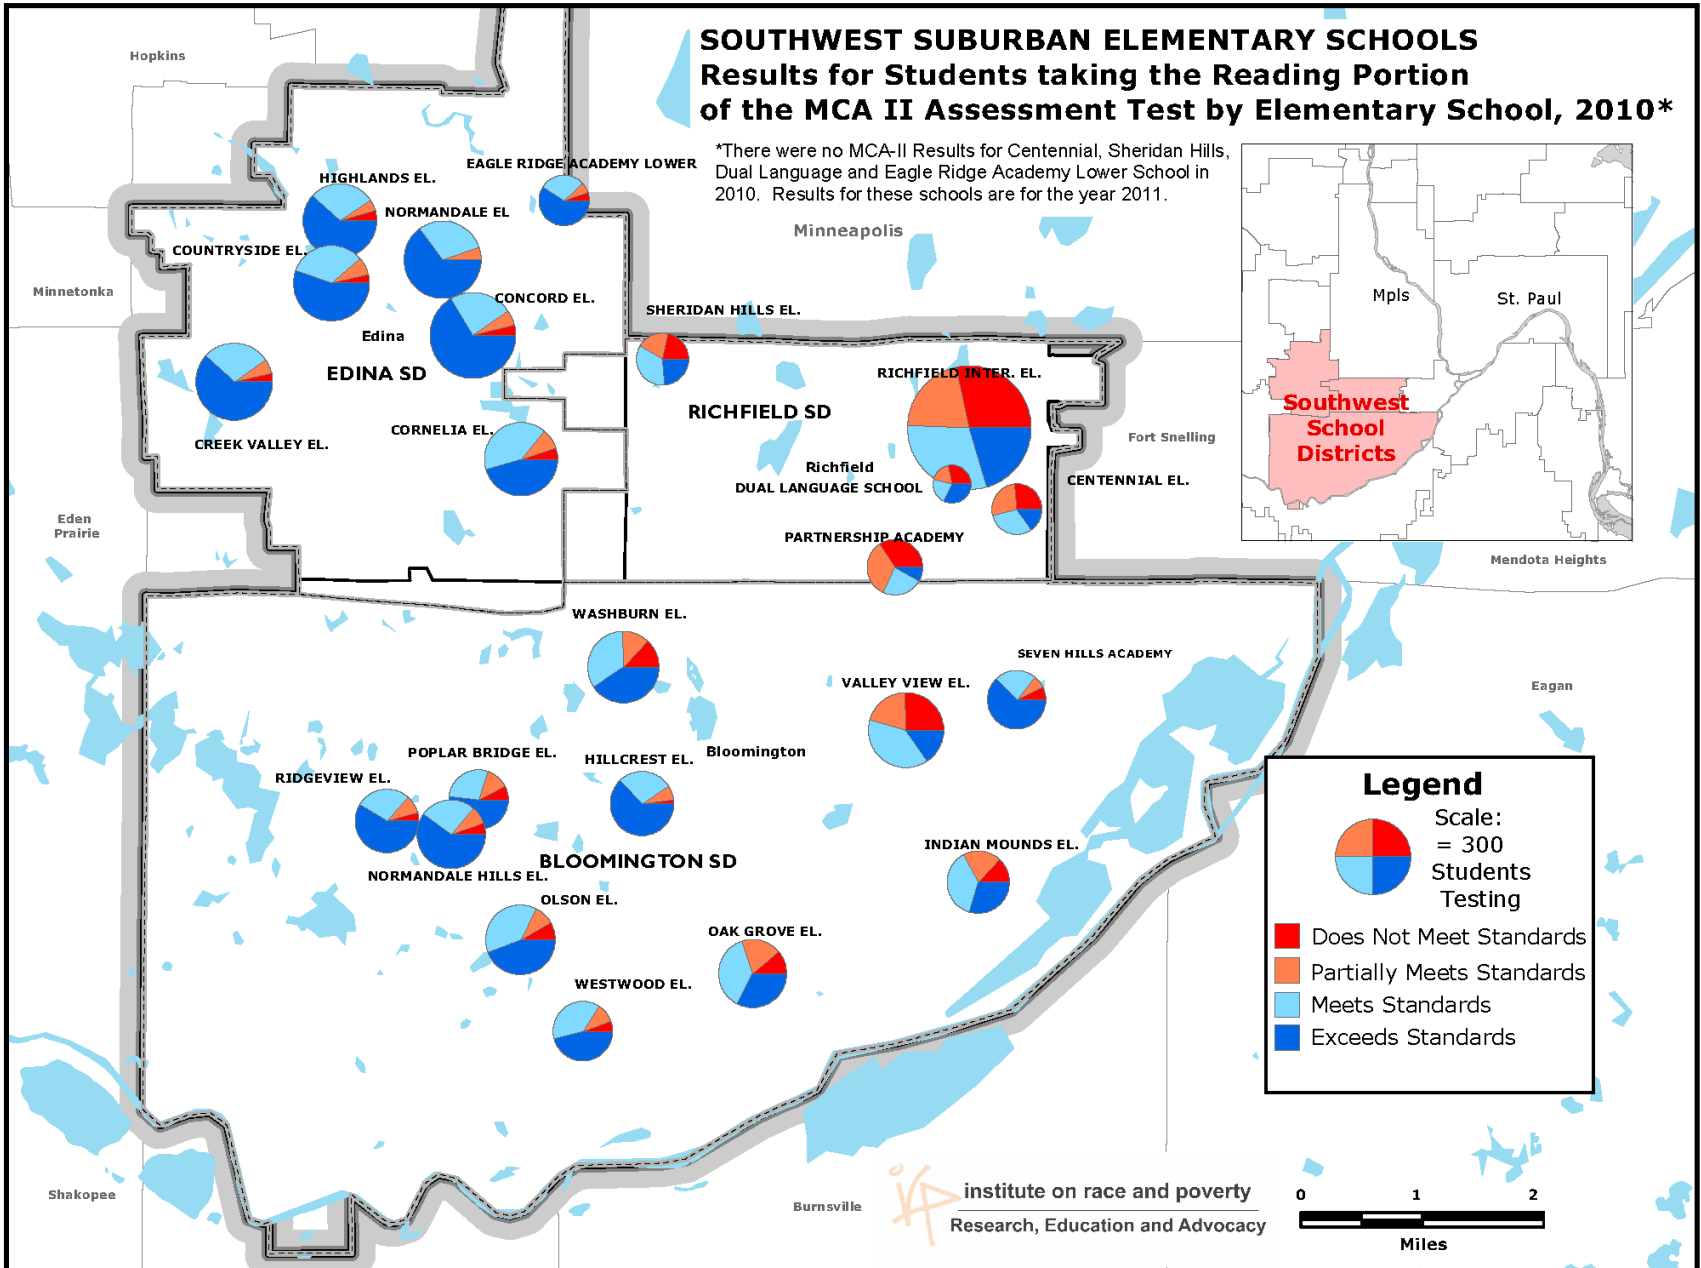 SOUTHWEST SUBURBAN ELEMENTARY SCHOOLS
Results for Students taking the Reading Portion
of the MCA II Assessment Test by Elementary School, 2010*
*There were no MCA-II Results for Centennial, Sheridan Hills,
Dual Language and Eagle Ridge Academy Lower School in
2010. Results for these schools are for the year 2011.
Hopkins
EAGLE RIDGE ACADEMY LOWER
HIGHLANDS EL.
NORMANDALE EL
COUNTRYSIDE EL.
Minneapolis
Minnetonka
CONCORD EL.
SHERIDAN HILLS EL.
Edina
EDINA SD
RICHFIELD INTER. EL.
RICHFIELD SD
CORNELIA EL.
CREEK VALLEY EL.
Fort Snelling
Richfield
DUAL LANGUAGE SCHOOL
CENTENNIAL EL.
Eden
Prairie
PARTNERSHIP ACADEMY
Mpls
St. Paul
Southwest
School
Districts
Mendota Heights
WASHBURN EL.
SEVEN HILLS ACADEMY
VALLEY VIEW EL.
Eagan
POPLAR BRIDGE EL.
HILLCREST EL.
Bloomington
RIDGEVIEW EL.
INDIAN MOUNDS EL.
BLOOMINGTON SD
NORMANDALE HILLS EL.
OLSON EL.
OAK GROVE EL.
WESTWOOD EL.
Legend
Scale:
= 300
Students
Testing
Does Not Meet Standards
Partially Meets Standards
Meets Standards
Exceeds Standards
Shakopee
Burnsville
irp
institute on race and poverty
Research, Education and Advocacy
0 1 2
Miles